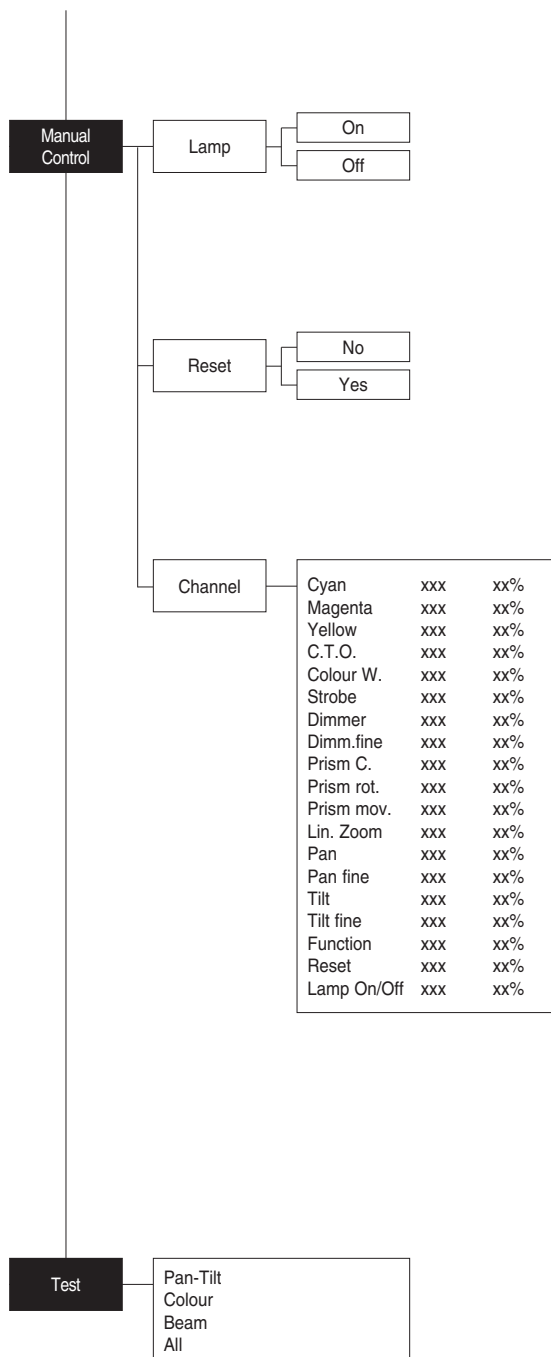 Manual
Control
Lamp
On
Off
Reset
No
Yes
Channel
Cyan xxx xx%
Magenta xxx xx%
Yellow xxx xx%
C.T.O. xxx xx%
Colour W. xxx xx%
Strobe xxx xx%
Dimmer xxx xx%
Dimm.fine xxx xx%
Prism C. xxx xx%
Prism rot. xxx xx%
Prism mov. xxx xx%
Lin. Zoom xxx xx%
Pan xxx xx%
Pan fine xxx xx%
Tilt xxx xx%
Tilt fine xxx xx%
Function xxx xx%
Reset xxx xx%
Lamp On/Off xxx xx%
Test
Pan-Tilt
Colour
Beam
All